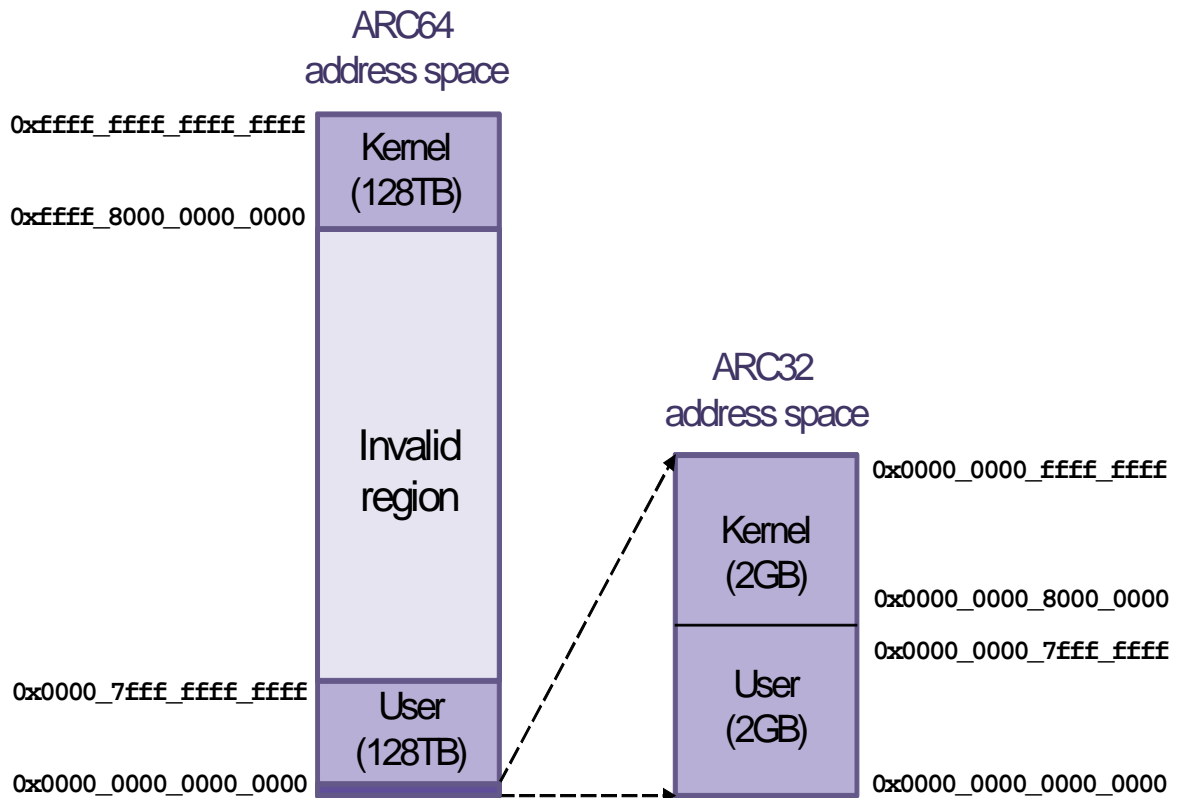 ARC64
address space
0xffff_ffff_ffff_ffff
Kernel
(128TB)
0xffff_8000_0000_0000
Invalid
region
0x0000_7fff_ffff_ffff
User
(128TB)
0x0000_0000_0000_0000
ARC32
address space
0x0000_0000_ffff_ffff
Kernel
(2GB)
0x0000_0000_8000_0000
0x0000_0000_7fff_ffff
User
(2GB)
0x0000_0000_0000_0000